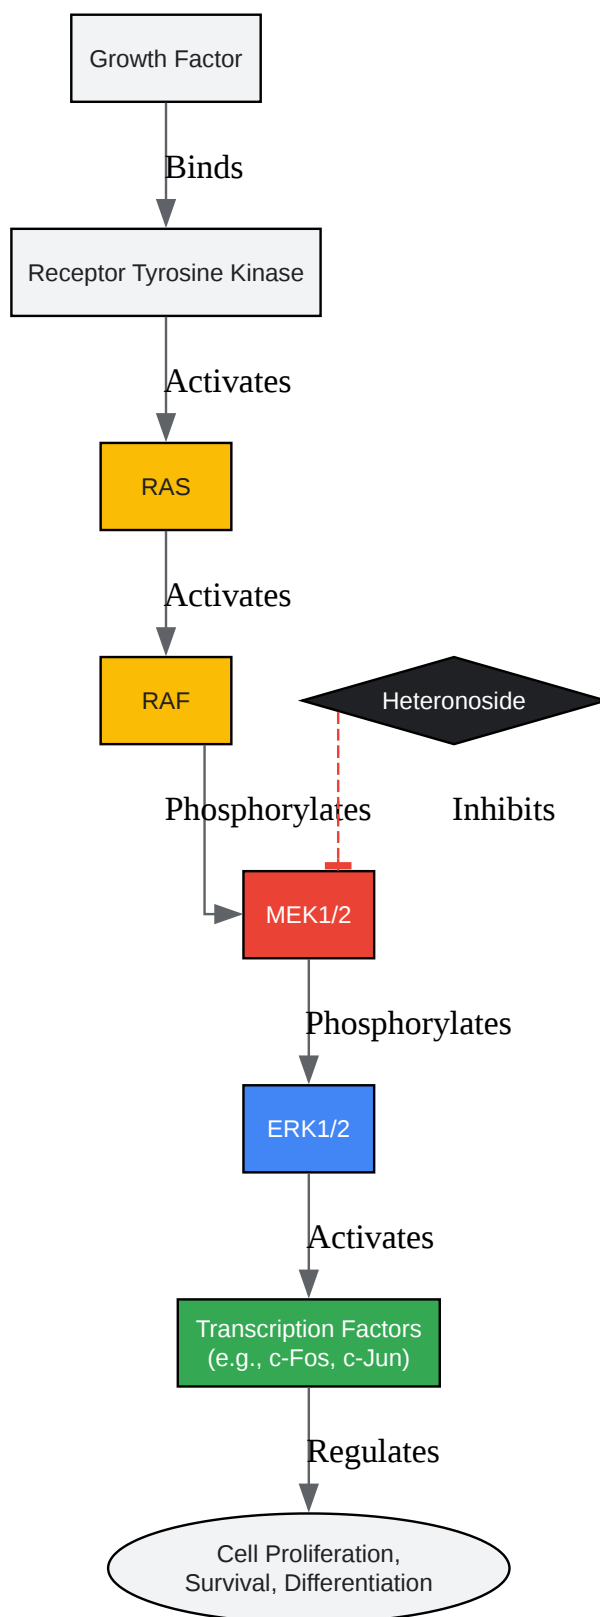 Growth Factor
Binds
Receptor Tyrosine Kinase
Activates
RAS
Activates
RAF
Heteronoside
Phosphorylates
Inhibits
MEK1/2
Phosphorylates
ERK1/2
Activates
Transcription Factors
(e.g., c-Fos, c-Jun)
Regulates
Cell Proliferation,
Survival, Differentiation